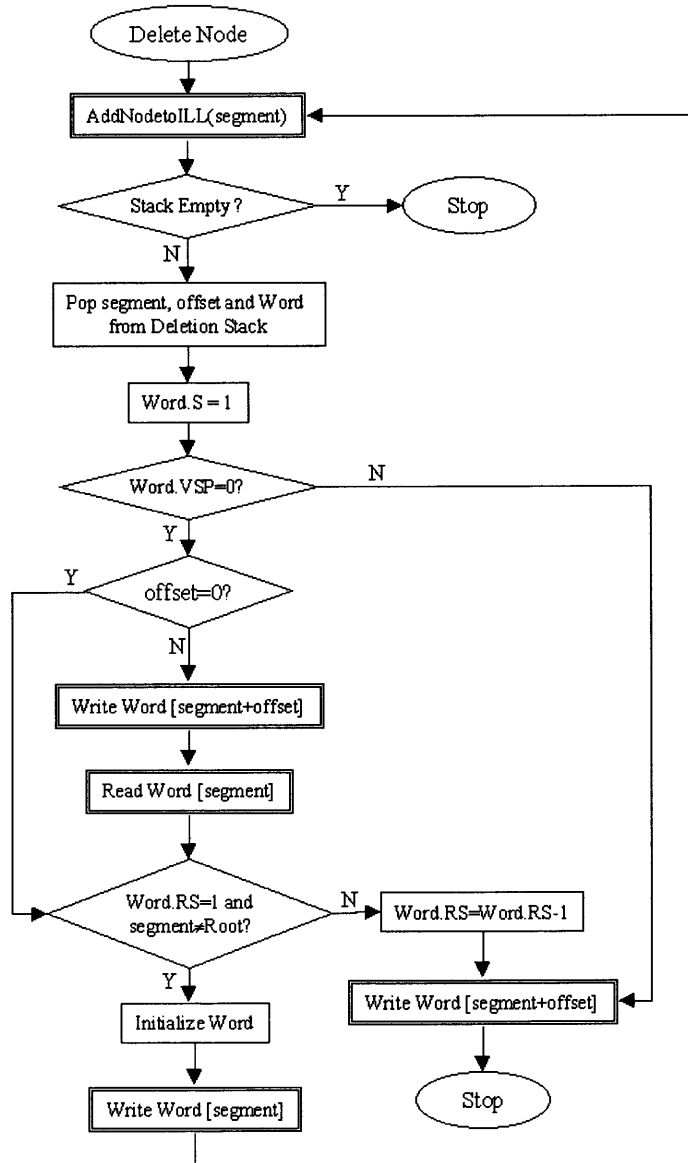 Delete Node
AddNodetoILL(segment)
Stack Empty?
Y
Stop
N
Pop segment, offset and Word
from Deletion Stack
Word.S = 1
Word.VSP=0?
N
Y
Y
offset=0?
N
Write Word [segment+offset]
Read Word [segment]
Word.RS=1 and
segment≠Root?
N
Word.RS=Word.RS-1
Y
Write Word [segment+offset]
Initialize Word
Stop
Write Word [segment]